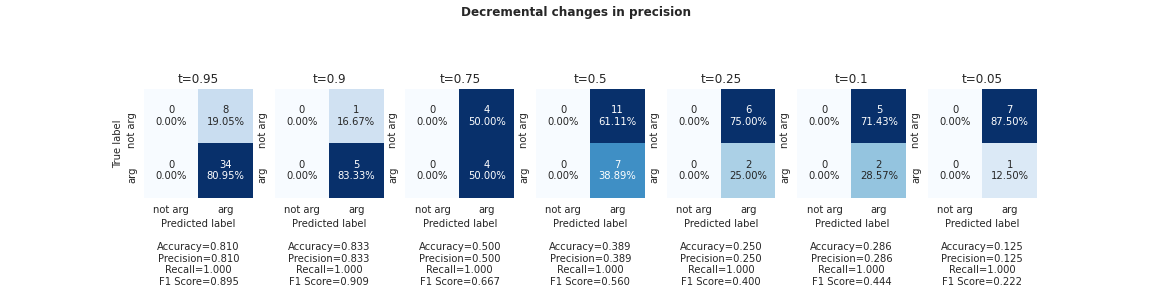 Decremental changes in precision
t=0.95
True label
not arg
arg
0
0.00%
8
19.05%
0
0.00%
34
80.95%
not arg
arg
Predicted label
Accuracy=0.810
Precision=0.810
Recall=1.000
F1 Score=0.895
t=0.9
not arg
arg
0
0.00%
1
16.67%
0
0.00%
5
83.33%
not arg
arg
Predicted label
Accuracy=0.833
Precision=0.833
Recall=1.000
F1 Score=0.909
t=0.75
not arg
arg
0
0.00%
4
50.00%
0
0.00%
4
50.00%
not arg
arg
Predicted label
Accuracy=0.500
Precision=0.500
Recall=1.000
F1 Score=0.667
t=0.5
not arg
arg
0
0.00%
11
61.11%
0
0.00%
7
38.89%
not arg
arg
Predicted label
Accuracy=0.389
Precision=0.389
Recall=1.000
F1 Score=0.560
t=0.25
not arg
arg
0
0.00%
6
75.00%
0
0.00%
2
25.00%
not arg
arg
Predicted label
Accuracy=0.250
Precision=0.250
Recall=1.000
F1 Score=0.400
t=0.1
not arg
arg
0
0.00%
5
71.43%
0
0.00%
2
28.57%
not arg
arg
Predicted label
Accuracy=0.286
Precision=0.286
Recall=1.000
F1 Score=0.444
t=0.05
not arg
arg
0
0.00%
7
87.50%
0
0.00%
1
12.50%
not arg
arg
Predicted label
Accuracy=0.125
Precision=0.125
Recall=1.000
F1 Score=0.222